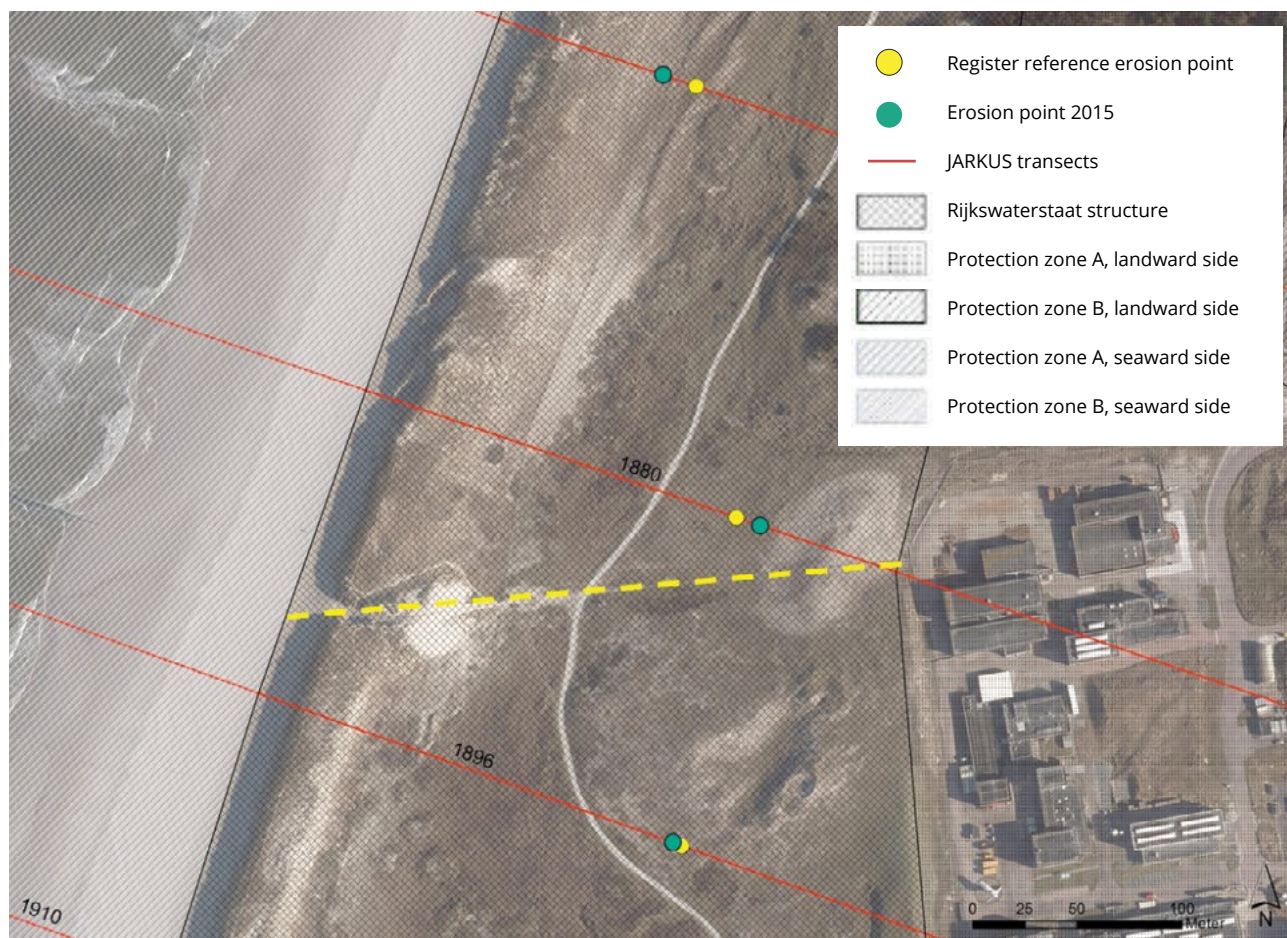 Register reference erosion point
Erosion point 2015
JARKUS transects
Rijkswaterstaat structure
Protection zone A, landward side
Protection zone B, landward side
Protection zone A, seaward side
Protection zone B, seaward side
1880
1896
1910
0 25 50 100
Meter
N